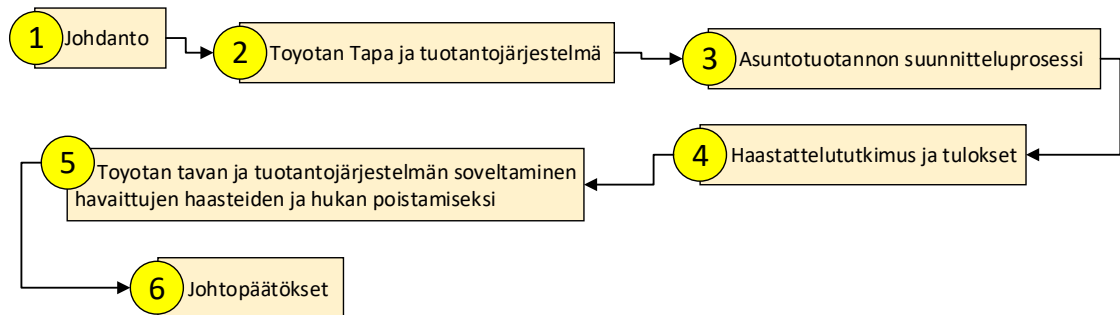 1 Johdanto
2 Toyotan Tapa ja tuotantojärjestelmä
3 Asuntotuotannon suunnitteluprosessi
4 Haastattelututkimus ja tulokset
5 Toyotan tavan ja tuotantojärjestelmän soveltaminen
havaittujen haasteiden ja hukan poistamiseksi
6 Johtopäätökset